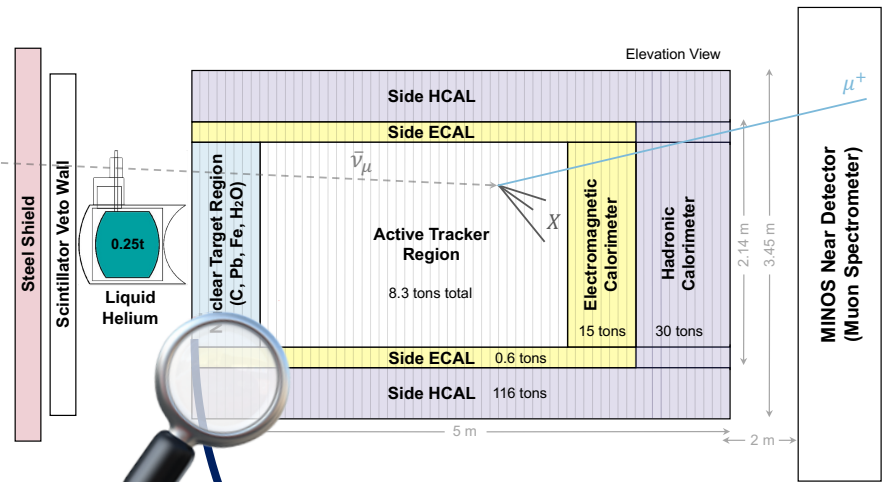 Elevation View
Side HCAL
Side ECAL
μ⁺
ν̄_μ
X
Steel Shield
Scintillator Veto Wall
0.25t
Liquid
Helium
clear Target Region
(C, Pb, Fe, H₂O)
Active Tracker
Region
8.3 tons total
Electromagnetic
Calorimeter
15 tons
Hadronic
Calorimeter
30 tons
2.14 m
3.45 m
MINOS Near Detector
(Muon Spectrometer)
Side ECAL 0.6 tons
Side HCAL 116 tons
5 m
2 m